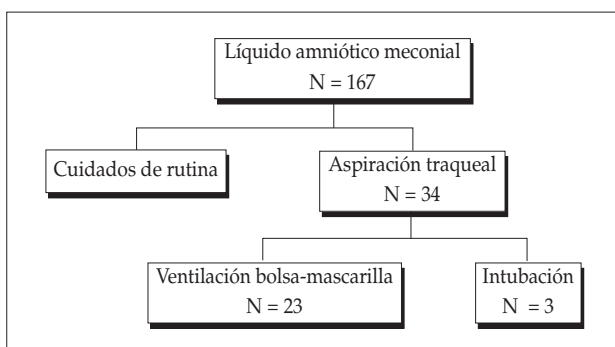 Líquido amniótico meconial
N = 167
Cuidados de rutina
Aspiración traqueal
N = 34
Ventilación bolsa-mascarilla
N = 23
Intubación
N = 3